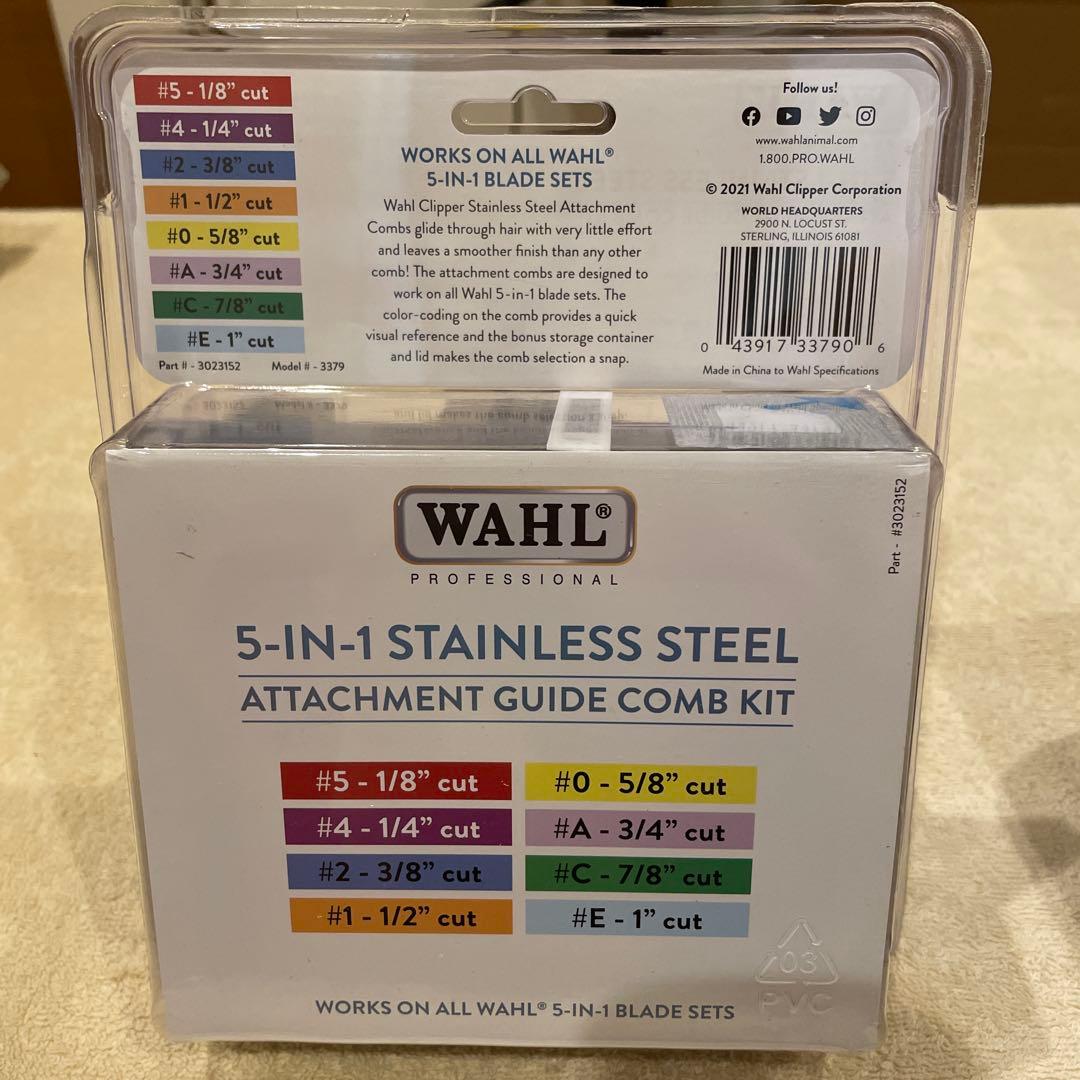 #5 - 1/8” cut
#4 - 1/4” cut
#2 - 3/8” cut
#1 - 1/2” cut
#0 - 5/8” cut
#A - 3/4” cut
#C - 7/8” cut
#E - 1” cut
Part # - 3023152 Model # - 3379
WORKS ON ALL WAHL®
5-IN-1 BLADE SETS
Wahl Clipper Stainless Steel Attachment
Combs glide through hair with very little effort
and leaves a smoother finish than any other
comb! The attachment combs are designed to
work on all Wahl 5-in-1 blade sets. The
color-coding on the comb provides a quick
visual reference and the bonus storage container
and lid makes the comb selection a snap.
Follow us!
www.wahlanimal.com
1.800.PRO.WAHL
© 2021 Wahl Clipper Corporation
WORLD HEADQUARTERS
2900 N. LOCUST ST.
STERLING, ILLINOIS 61081
0 43917 33790 6
Made in China to Wahl Specifications
Part - #3023152
WAHL®
PROFESSIONAL
5-IN-1 STAINLESS STEEL
ATTACHMENT GUIDE COMB KIT
#5 - 1/8” cut #0 - 5/8” cut
#4 - 1/4” cut #A - 3/4” cut
#2 - 3/8” cut #C - 7/8” cut
#1 - 1/2” cut #E - 1” cut
03
PVC
WORKS ON ALL WAHL® 5-IN-1 BLADE SETS